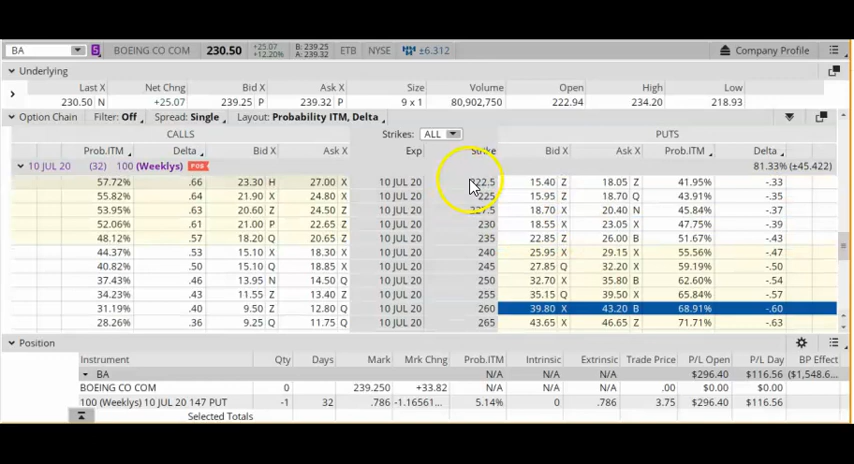 BA S BOEING CO COM 230.50 +25.07 +12.20% B: 239.25 A: 239.32 ETB NYSE ±6.312 Company Profile
Underlying
Last X Net Chng Bid X Ask X Size Volume Open High Low
230.50 N +25.07 239.25 P 239.32 P 9 x 1 80,902,750 222.94 234.20 218.93
Option Chain Filter: Off Spread: Single Layout: Probability ITM, Delta
CALLS Strikes: ALL PUTS
Prob.ITM Delta Bid X Ask X Exp Strike Bid X Ask X Prob.ITM Delta
10 JUL 20 (32) 100 (Weeklys) 81.33% (±45.422)
57.72% .66 23.30 H 27.00 X 10 JUL 20 222.5 15.40 Z 18.05 Z 41.95% -.33
55.82% .64 21.90 X 24.80 X 10 JUL 20 225 15.95 Z 18.70 Q 43.91% -.35
53.95% .63 20.60 Z 24.50 Z 10 JUL 20 227.5 18.70 X 20.40 N 45.84% -.37
52.06% .61 21.00 P 22.65 Z 10 JUL 20 230 18.55 X 23.05 X 47.75% -.39
48.12% .57 18.20 Q 20.65 Z 10 JUL 20 235 22.85 Z 26.00 B 51.67% -.43
44.37% .53 15.10 X 18.30 X 10 JUL 20 240 25.95 X 29.15 X 55.56% -.47
40.82% .50 15.10 Q 18.85 X 10 JUL 20 245 27.85 Q 32.20 X 59.19% -.50
37.43% .46 13.95 N 14.50 Q 10 JUL 20 250 32.70 X 35.80 B 62.60% -.54
34.23% .43 11.55 Z 13.40 Z 10 JUL 20 255 35.15 Q 39.50 X 65.84% -.57
31.19% .40 9.50 Z 12.80 Q 10 JUL 20 260 39.80 X 43.20 B 68.91% -.60
28.26% .36 9.25 Q 11.75 Q 10 JUL 20 265 43.65 X 46.65 Z 71.71% -.63
Position
Instrument Qty Days Mark Mrk Chng Prob.ITM Intrinsic Extrinsic Trade Price P/L Open P/L Day BP Effect
BA N/A N/A N/A N/A $296.40 $116.56 ($1,548.6...
BOEING CO COM 0 239.250 +33.82 N/A N/A N/A .00 $0.00 $0.00
100 (Weeklys) 10 JUL 20 147 PUT -1 32 .786 -1.16561... 5.14% 0 .786 3.75 $296.40 $116.56
Selected Totals